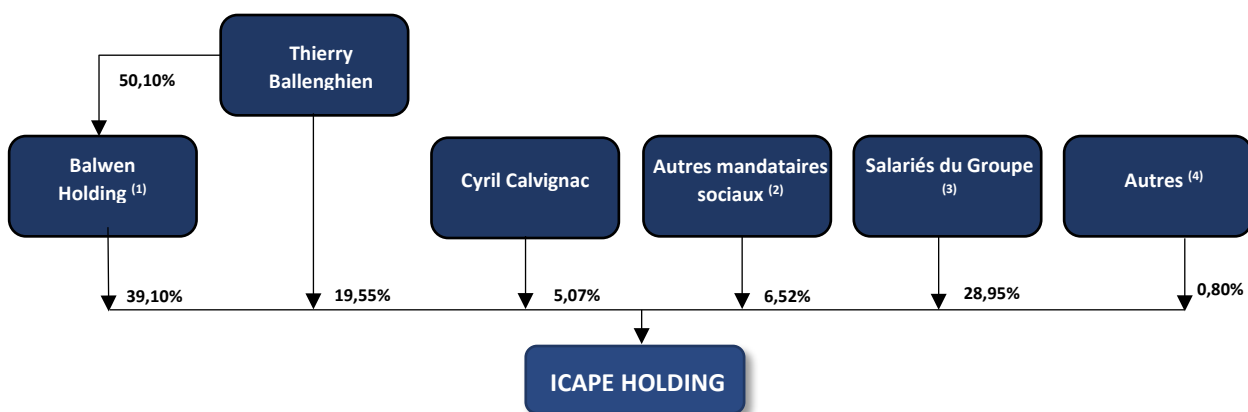 Thierry
Ballenghien
50,10%
Balwen
Holding (1)
Cyril Calvignac
Autres mandataires
sociaux (2)
Salariés du Groupe
(3)
Autres (4)
39,10%
19,55%
5,07%
6,52%
28,95%
0,80%
ICAPE HOLDING